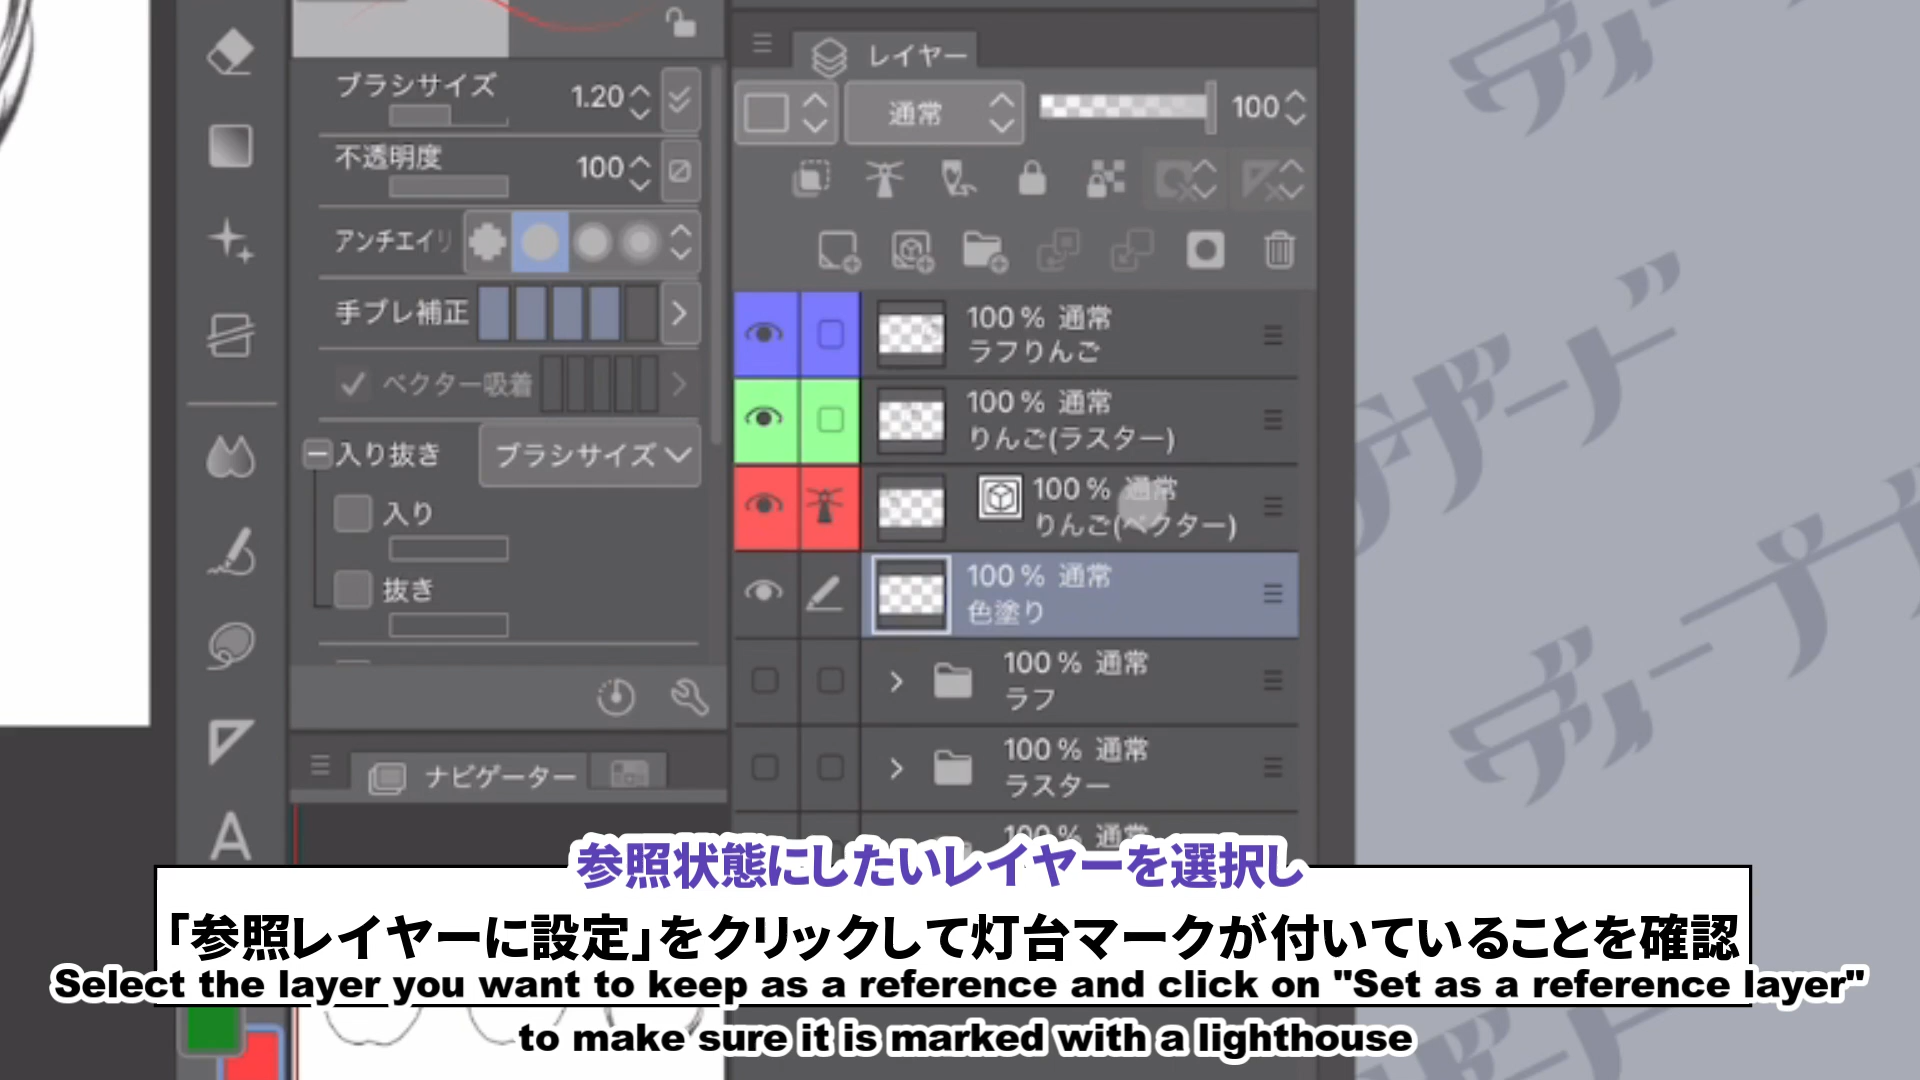 レイヤー
ブラシサイズ 1.20
通常 100
不透明度 100
アンチエイリ
手ブレ補正
ベクター吸着
入り抜き ブラシサイズ
入り
抜き
100 % 通常
ラフりんご
100 % 通常
りんご(ラスター)
100 % 通常
りんご(ベクター)
100 % 通常
色塗り
100 % 通常
ラフ
100 % 通常
ラスター
100 % 通常
ナビゲーター
A
参照状態にしたいレイヤーを選択し
「参照レイヤーに設定」をクリックして灯台マークが付いていることを確認
Select the layer you want to keep as a reference and click on "Set as a reference layer"
to make sure it is marked with a lighthouse